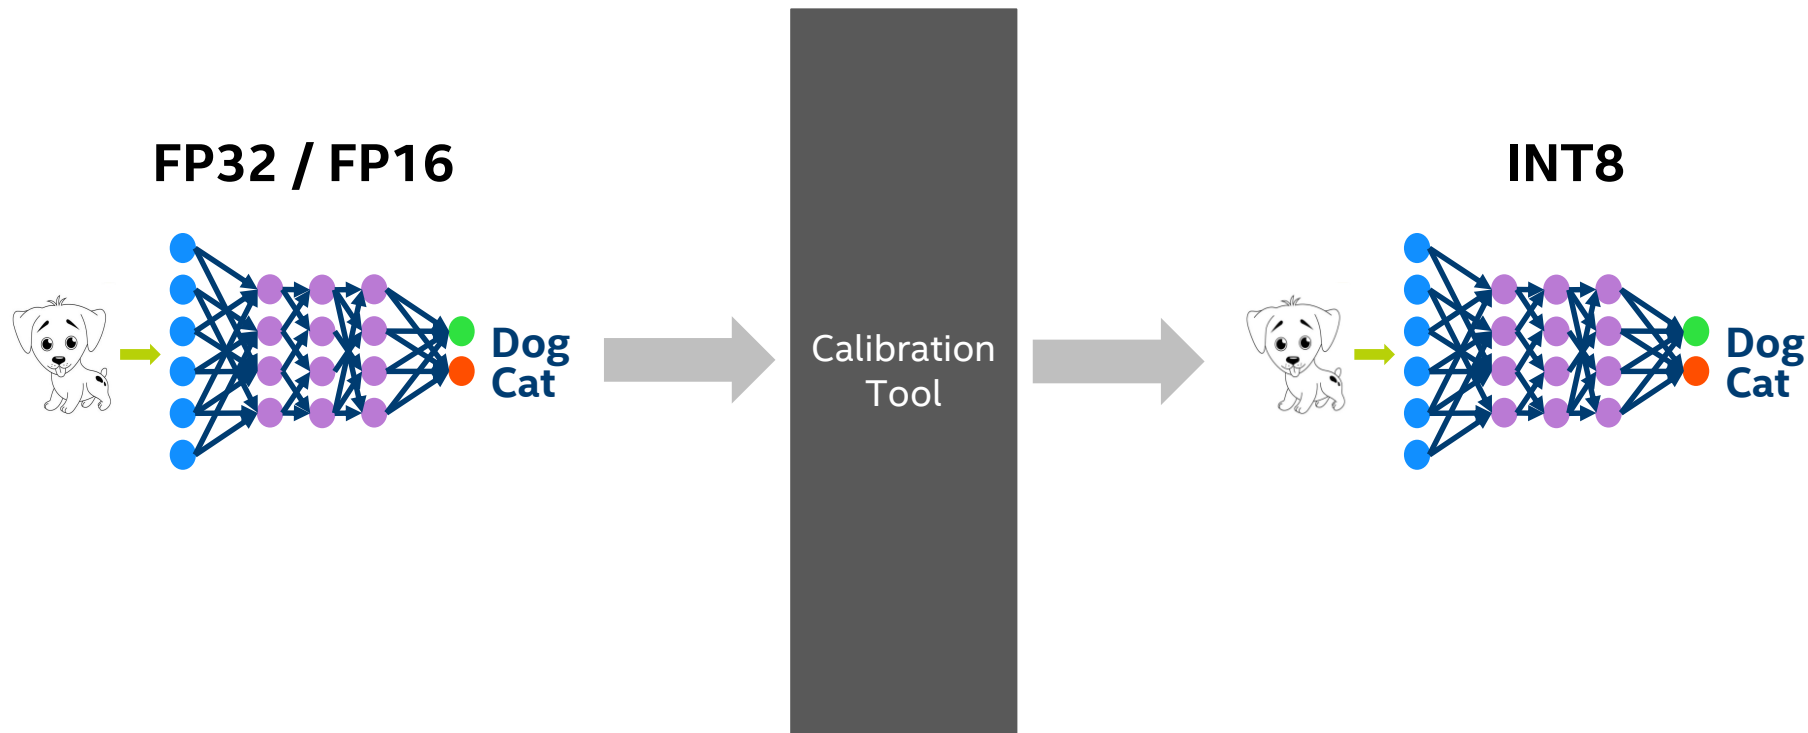 FP32 / FP16
Dog
Cat
Calibration
Tool
INT8
Dog
Cat